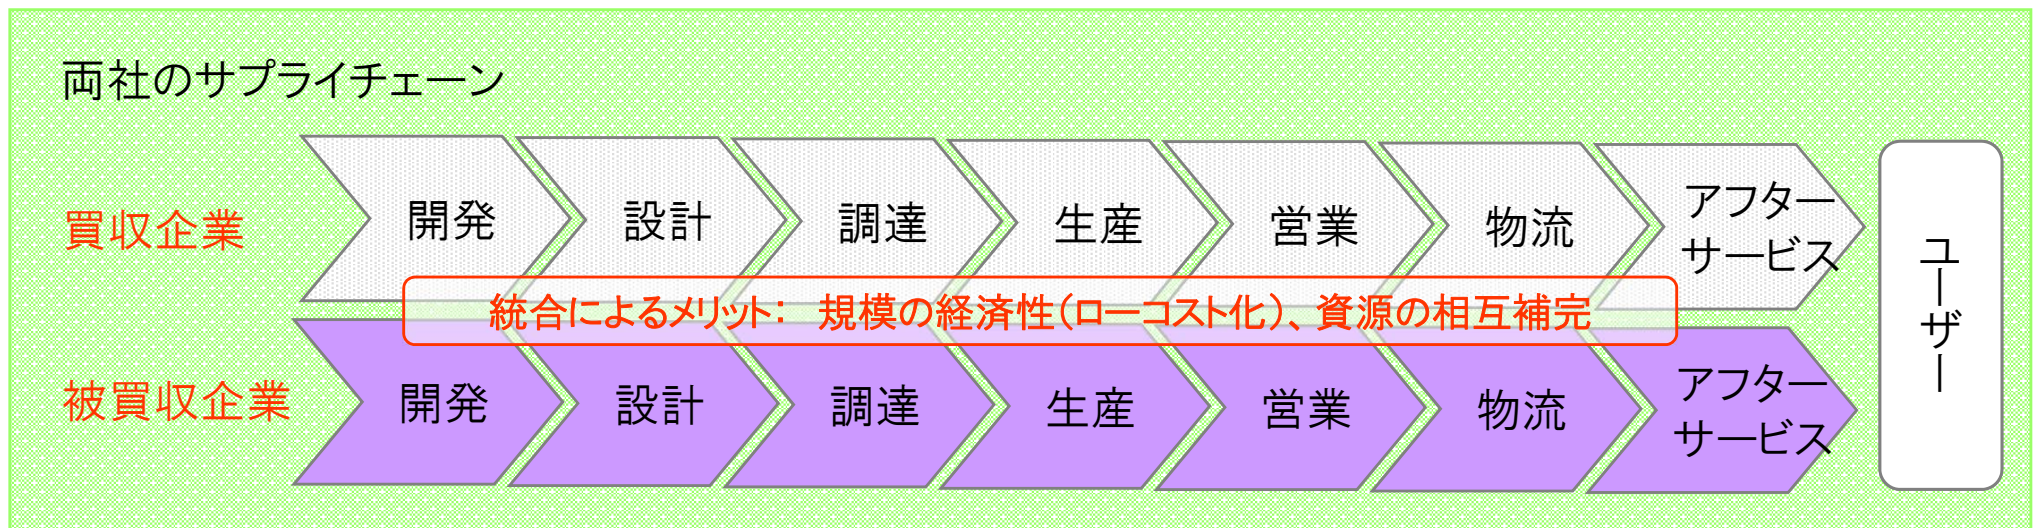 両社のサプライチェーン
買収企業
開発
設計
調達
生産
営業
物流
アフター
サービス
統合によるメリット：　規模の経済性（ローコスト化）、資源の相互補完
被買収企業
開発
設計
調達
生産
営業
物流
アフター
サービス
ユーザー